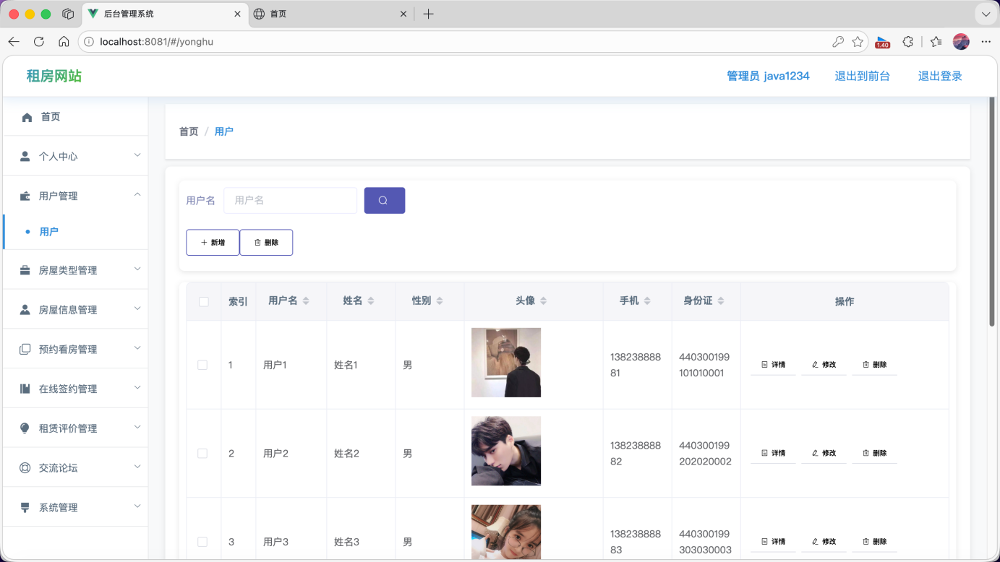 后台管理系统
首页
localhost:8081/#/yonghu
1.40
租房网站
管理员 java1234
退出到前台
退出登录
首页
个人中心
用户管理
用户
房屋类型管理
房屋信息管理
预约看房管理
在线签约管理
租赁评价管理
交流论坛
系统管理
首页 / 用户
用户名
用户名
新增
删除
索引 用户名 姓名 性别 头像 手机 身份证 操作
1 用户1 姓名1 男 13823888881 440300199101010001 详情 修改 删除
2 用户2 姓名2 男 13823888882 440300199202020002 详情 修改 删除
3 用户3 姓名3 男 13823888883 440300199303030003 详情 修改 删除